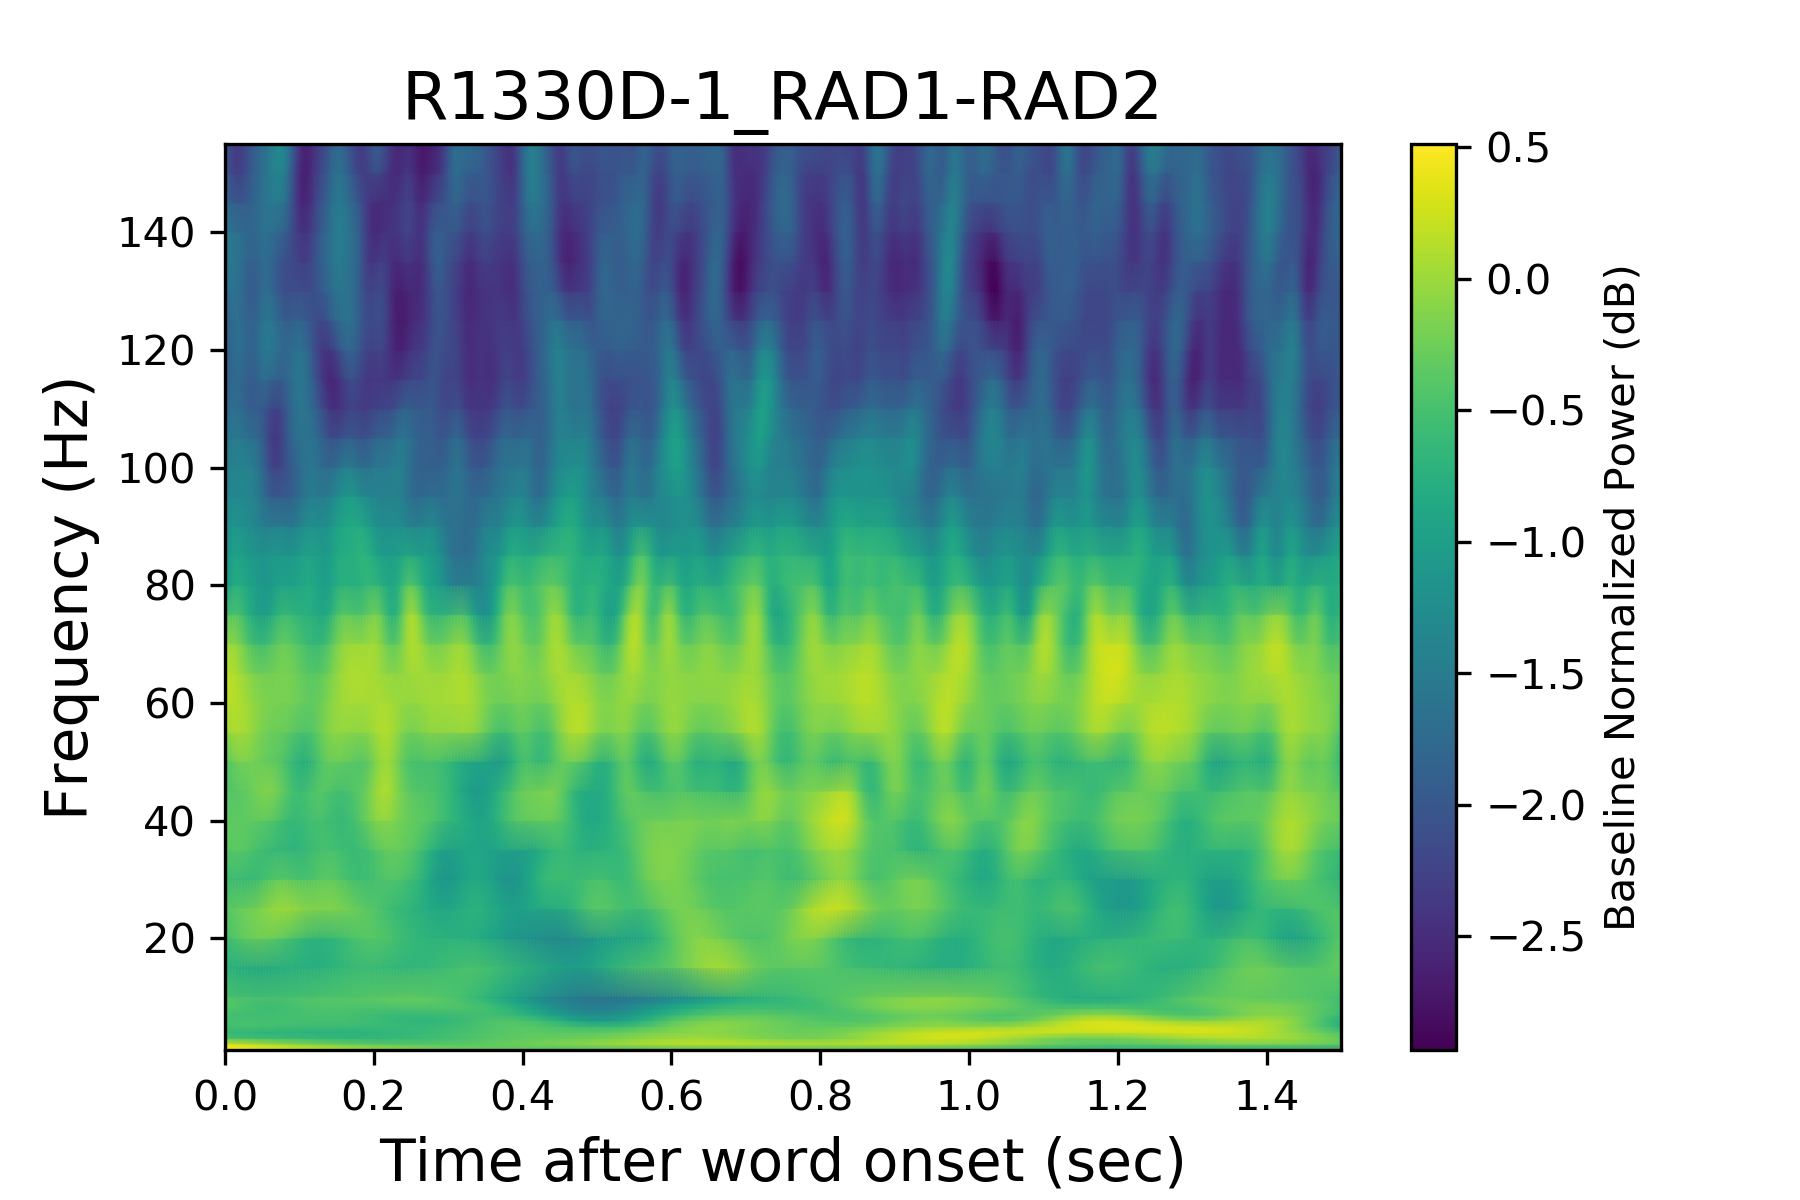 R1330D-1_RAD1-RAD2
140
120
100
80
60
40
20
Frequency (Hz)
0.0 0.2 0.4 0.6 0.8 1.0 1.2 1.4
Time after word onset (sec)
0.5
0.0
−0.5
−1.0
−1.5
−2.0
−2.5
Baseline Normalized Power (dB)